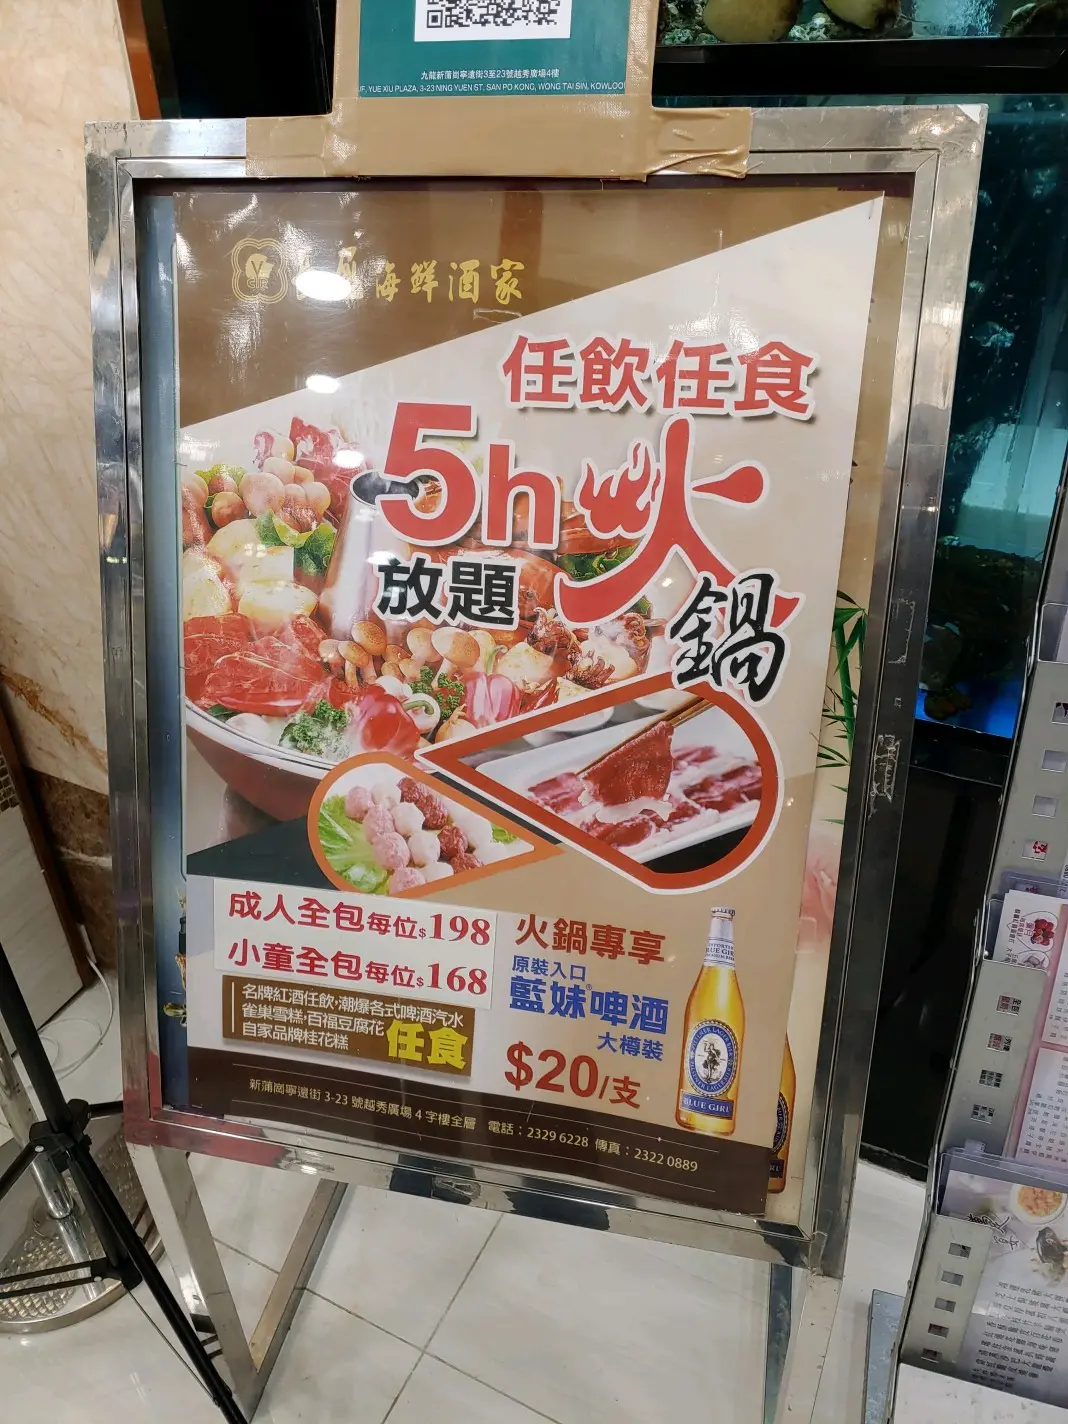 九龍新蒲崗寧遠街3至23號越秀廣場4樓
/F, YUE XIU PLAZA, 3-23 NING YUEN ST. SAN PO KONG, WONG TAI SIN, KOWLOO
海鮮酒家
任飲任食
5h火
放題
鍋
成人全包每位$198
小童全包每位$168
名牌紅酒任飲·潮爆各式啤酒汽水
雀巢雪糕·百福豆腐花
自家品牌桂花糕
任食
火鍋專享
原裝入口
藍妹®啤酒
大樽裝
$20/支
BLUE GIRL
新蒲崗寧遠街 3-23 號越秀廣場 4 字樓全層 電話：2329 6228 傳真：2322 0889